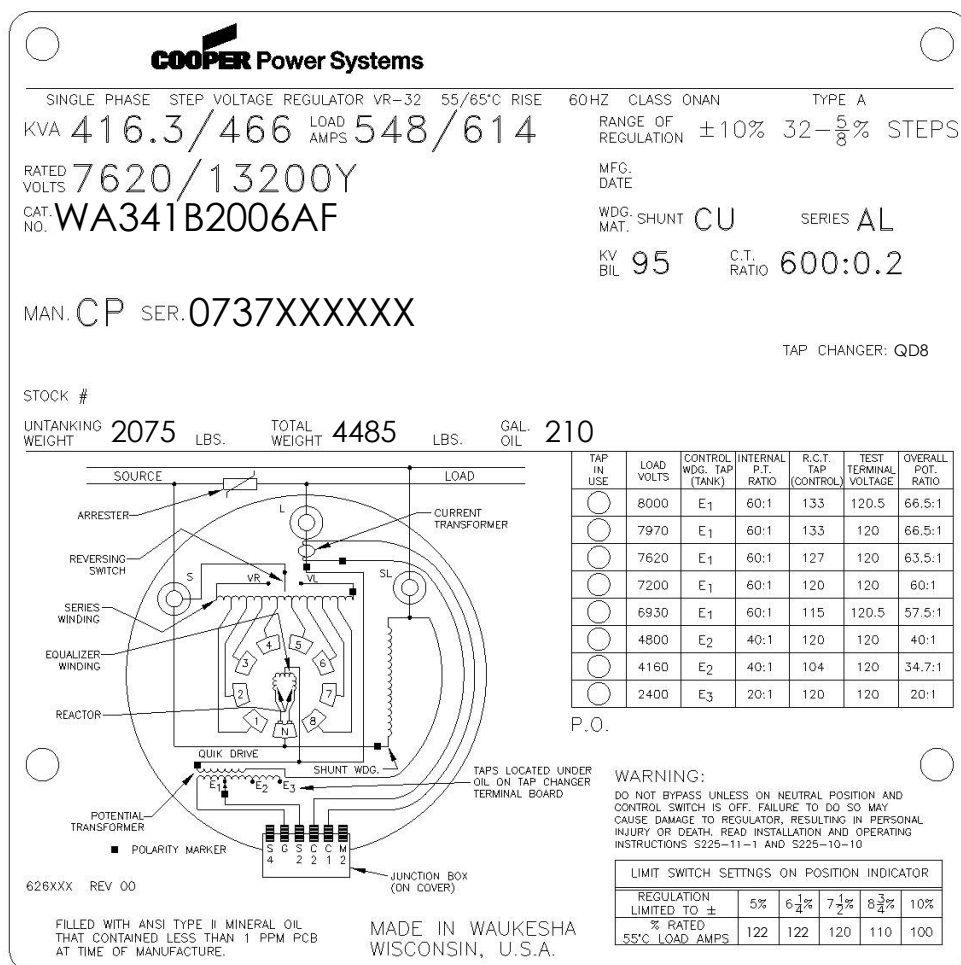 COOPER Power Systems
SINGLE PHASE STEP VOLTAGE REGULATOR VR-32 55/65°C RISE 60HZ CLASS ONAN TYPE A
KVA 416.3/466 LOAD AMPS 548/614 RANGE OF REGULATION ±10% 32-5/8% STEPS
RATED VOLTS 7620/13200Y MFG. DATE
CAT. NO. WA341B2006AF WDG. MAT. SHUNT CU SERIES AL
KV BIL 95 C.T. RATIO 600:0.2
MAN. CP SER. 0737XXXXXX
TAP CHANGER: QD8
STOCK #
UNTANKING WEIGHT 2075 LBS. TOTAL WEIGHT 4485 LBS. GAL. OIL 210
SOURCE LOAD
ARRESTER
L
CURRENT TRANSFORMER
REVERSING SWITCH
S
VR VL
SL
SERIES WINDING
EQUALIZER WINDING
4 5
3 6
2 7
1 8
N
REACTOR
QUIK DRIVE
SHUNT WDG.
E1 E2 E3
TAPS LOCATED UNDER
OIL ON TAP CHANGER
TERMINAL BOARD
POTENTIAL TRANSFORMER
■ POLARITY MARKER
S4 G S2 C2 C1 M2
JUNCTION BOX
(ON COVER)
626XXX REV 00
TAP IN USE LOAD VOLTS CONTROL WDG. TAP (TANK) INTERNAL P.T. RATIO R.C.T. TAP (CONTROL) TEST TERMINAL VOLTAGE OVERALL POT. RATIO
8000 E1 60:1 133 120.5 66.5:1
7970 E1 60:1 133 120 66.5:1
7620 E1 60:1 127 120 63.5:1
7200 E1 60:1 120 120 60:1
6930 E1 60:1 115 120.5 57.5:1
4800 E2 40:1 120 120 40:1
4160 E2 40:1 104 120 34.7:1
2400 E3 20:1 120 120 20:1
P.O.
WARNING:
DO NOT BYPASS UNLESS ON NEUTRAL POSITION AND
CONTROL SWITCH IS OFF. FAILURE TO DO SO MAY
CAUSE DAMAGE TO REGULATOR, RESULTING IN PERSONAL
INJURY OR DEATH. READ INSTALLATION AND OPERATING
INSTRUCTIONS S225-11-1 AND S225-10-10
LIMIT SWITCH SETTNGS ON POSITION INDICATOR
REGULATION LIMITED TO ± 5% 6 1/4% 7 1/2% 8 3/4% 10%
% RATED 55°C LOAD AMPS 122 122 120 110 100
FILLED WITH ANSI TYPE II MINERAL OIL
THAT CONTAINED LESS THAN 1 PPM PCB
AT TIME OF MANUFACTURE.
MADE IN WAUKESHA
WISCONSIN, U.S.A.